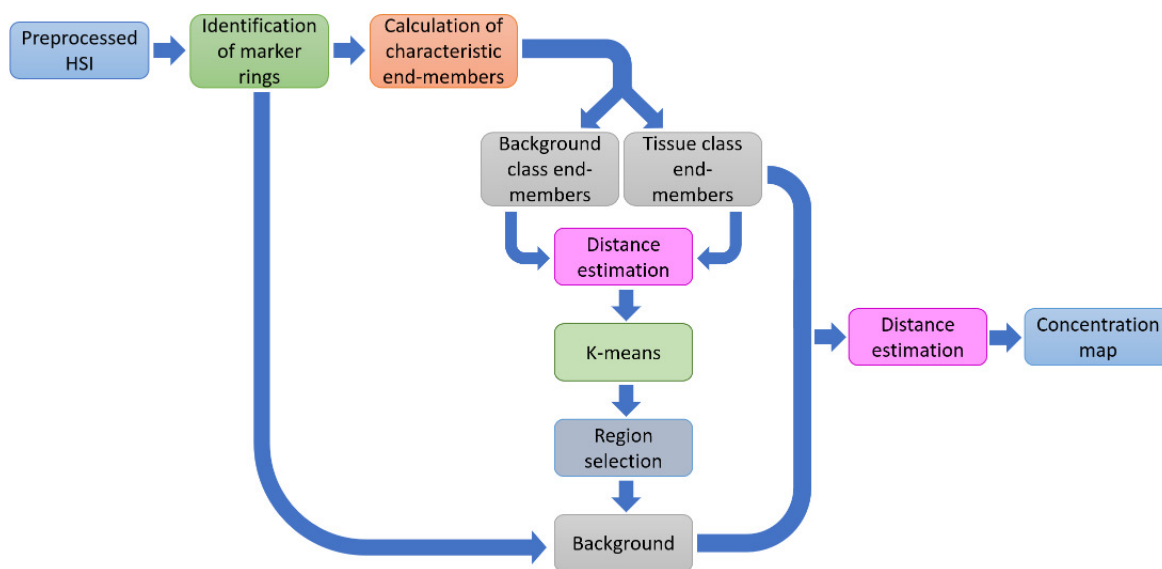 Preprocessed
HSI
Identification
of marker
rings
Calculation of
characteristic
end-members
Background
class end-
members
Tissue class
end-
members
Distance
estimation
K-means
Region
selection
Background
Distance
estimation
Concentration
map